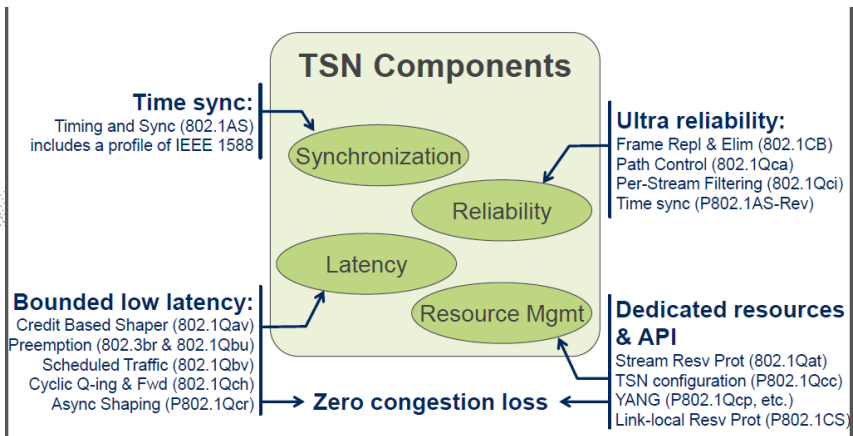 TSN Components
Time sync:
Timing and Sync (802.1AS)
includes a profile of IEEE 1588
Synchronization
Ultra reliability:
Frame Repl & Elim (802.1CB)
Path Control (802.1Qca)
Per-Stream Filtering (802.1Qci)
Time sync (P802.1AS-Rev)
Reliability
Latency
Bounded low latency:
Credit Based Shaper (802.1Qav)
Preemption (802.3br & 802.1Qbu)
Scheduled Traffic (802.1Qbv)
Cyclic Q-ing & Fwd (802.1Qch)
Async Shaping (P802.1Qcr)
Resource Mgmt
Dedicated resources
& API
Stream Resv Prot (802.1Qat)
TSN configuration (P802.1Qcc)
YANG (P802.1Qcp, etc.)
Link-local Resv Prot (P802.1CS)
Zero congestion loss